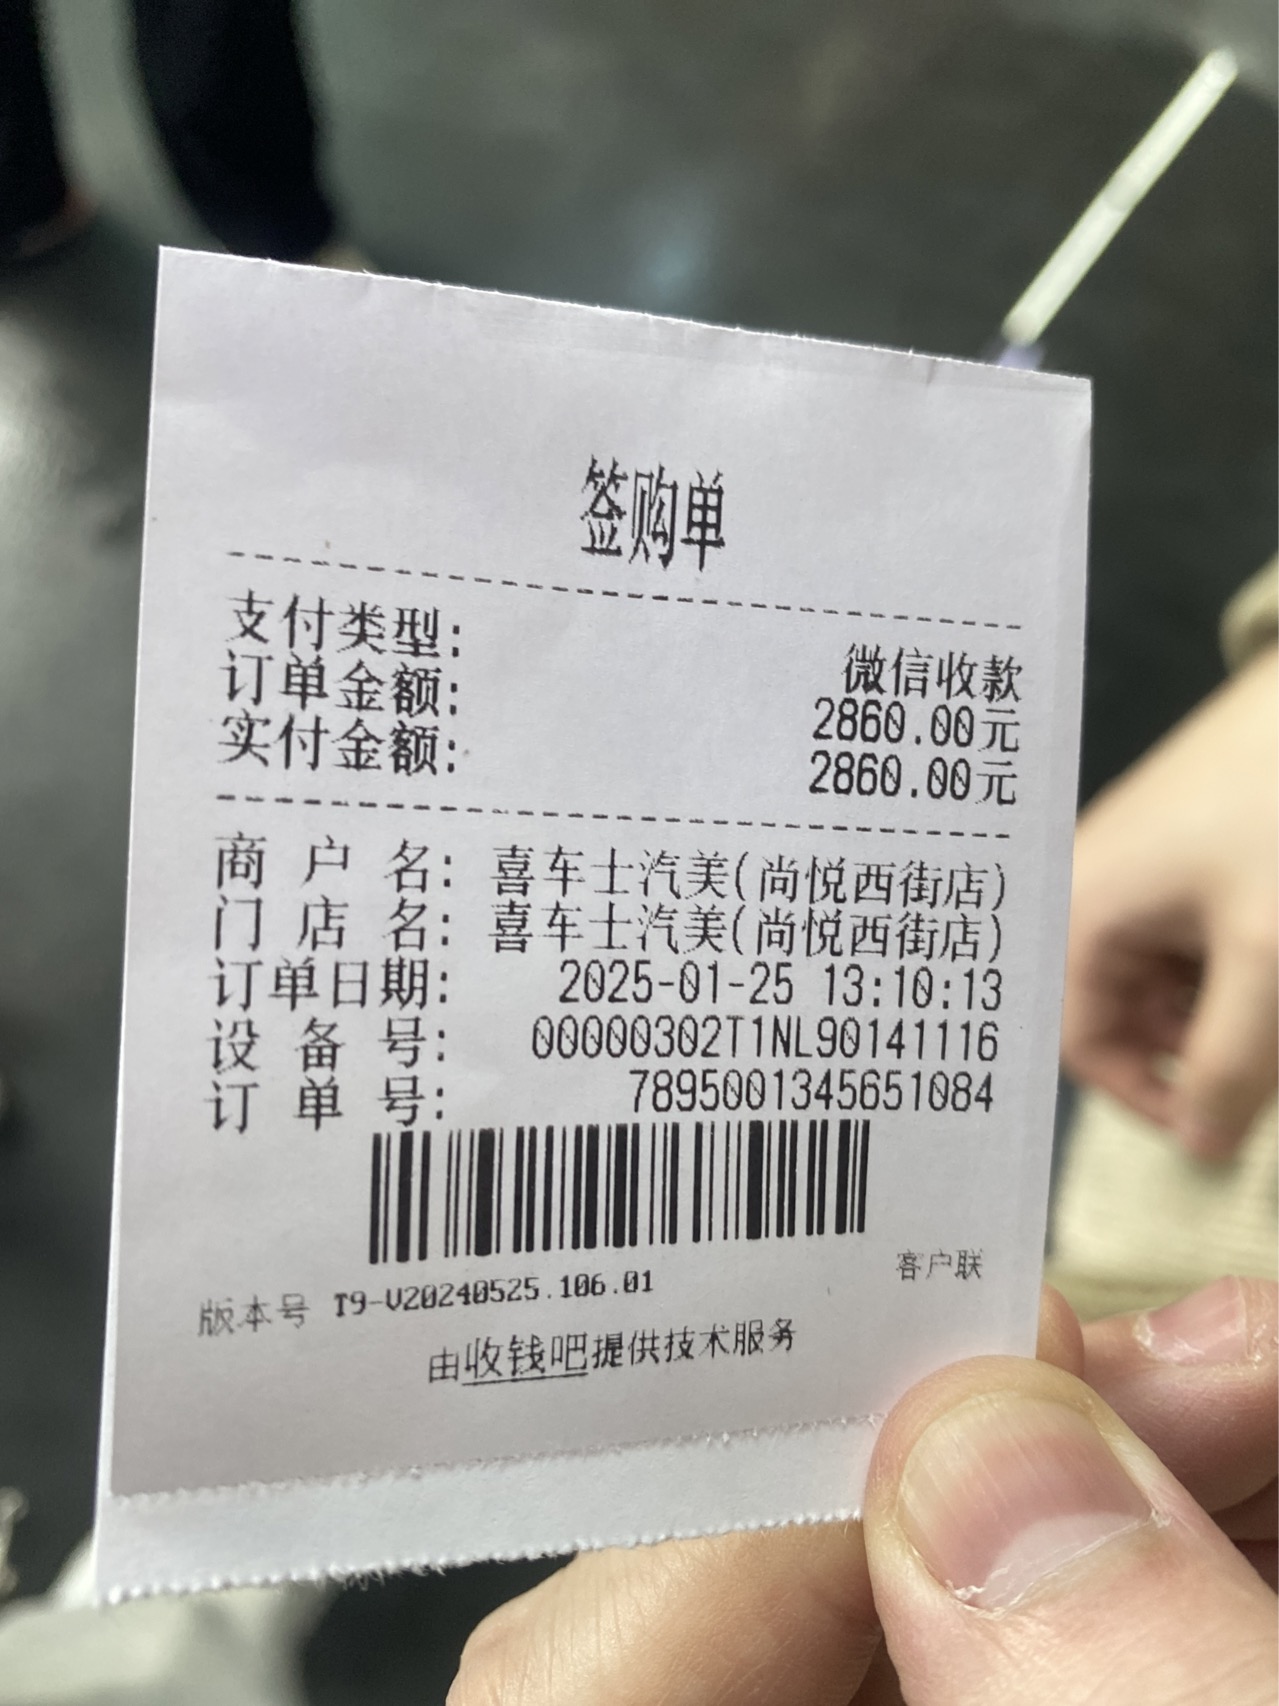 签购单
支付类型: 微信收款
订单金额: 2860.00元
实付金额: 2860.00元
商户名: 喜车士汽美(尚悦西街店)
门店名: 喜车士汽美(尚悦西街店)
订单日期: 2025-01-25 13:10:13
设备号: 00000302T1NL90141116
订单号: 7895001345651084
客户联
版本号 T9-V20240525.106.01
由收钱吧提供技术服务